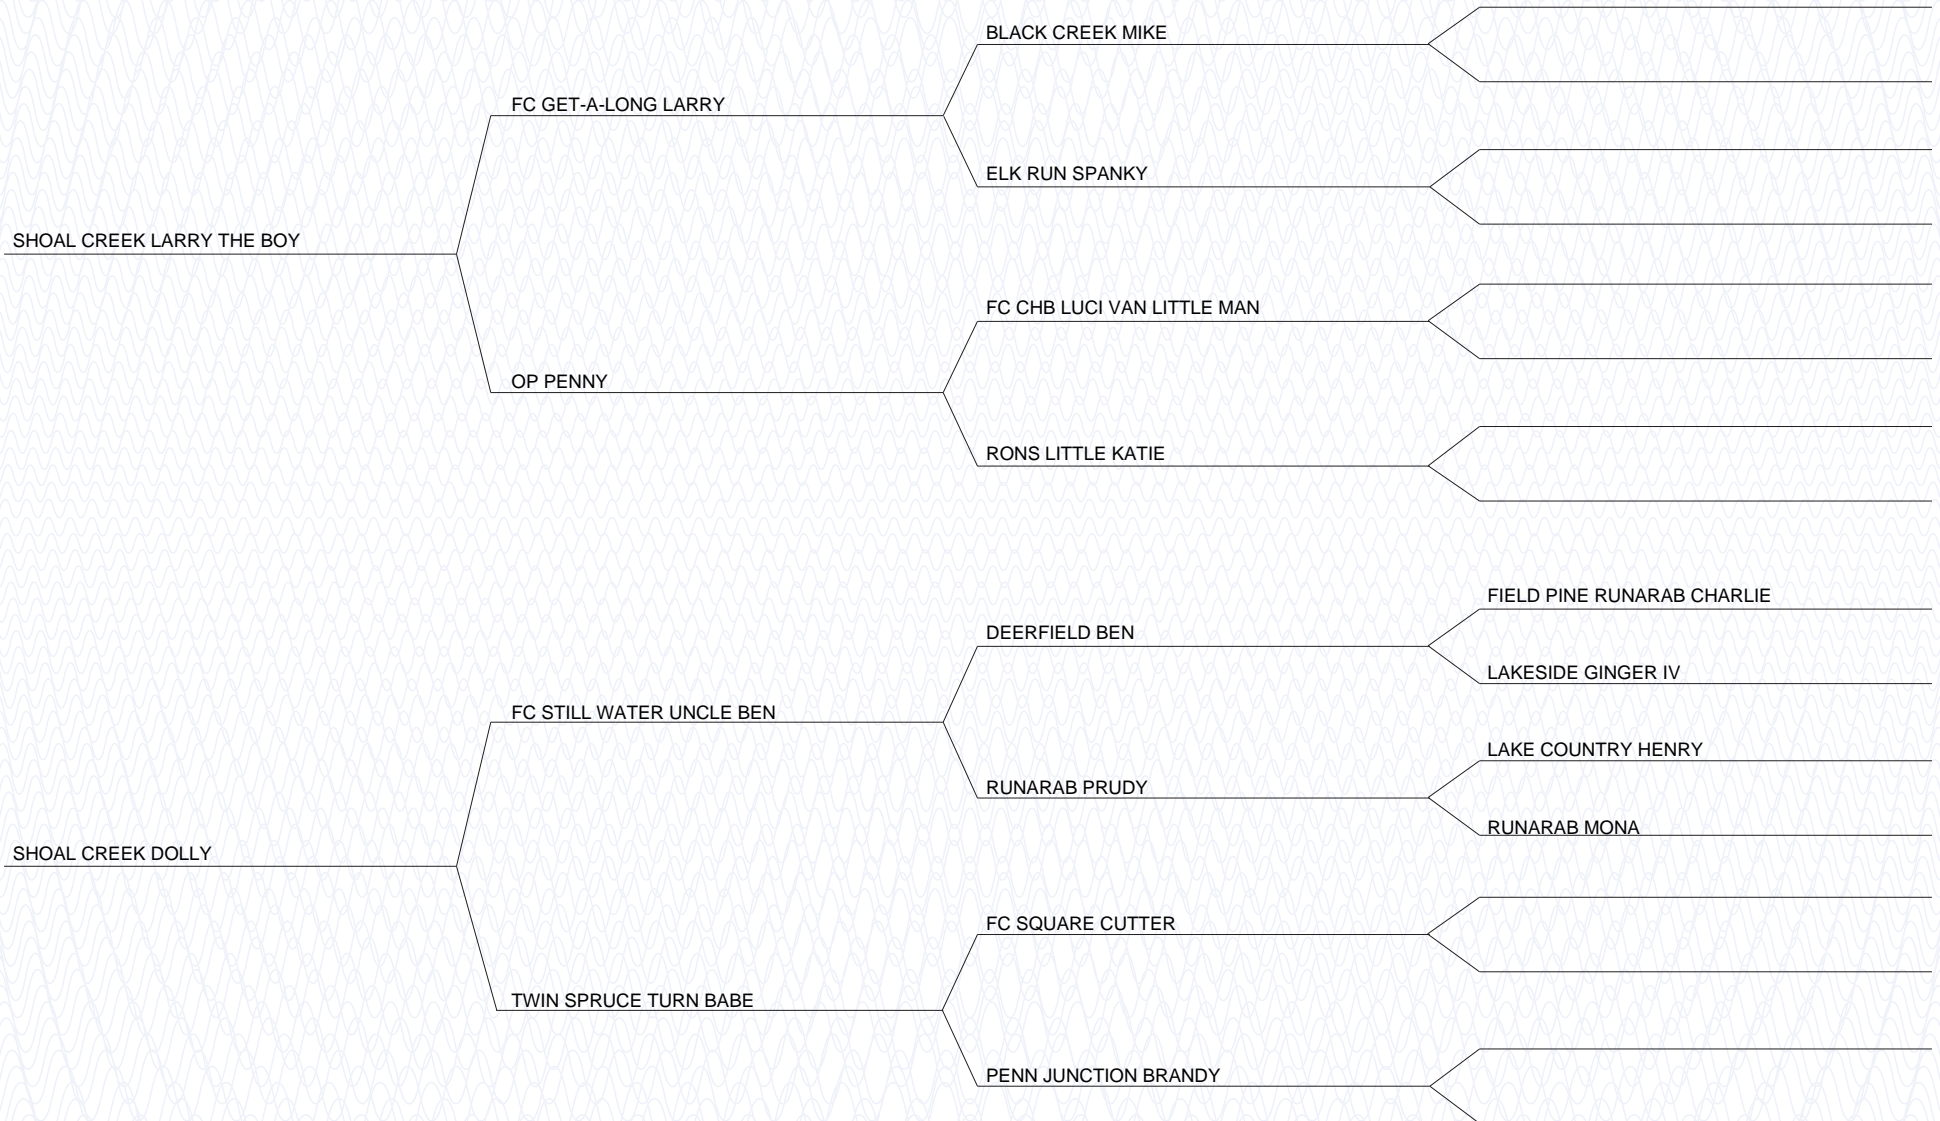 BLACK CREEK MIKE
FC GET-A-LONG LARRY
ELK RUN SPANKY
SHOAL CREEK LARRY THE BOY
FC CHB LUCI VAN LITTLE MAN
OP PENNY
RONS LITTLE KATIE
FIELD PINE RUNARAB CHARLIE
DEERFIELD BEN
LAKESIDE GINGER IV
FC STILL WATER UNCLE BEN
LAKE COUNTRY HENRY
RUNARAB PRUDY
RUNARAB MONA
SHOAL CREEK DOLLY
FC SQUARE CUTTER
TWIN SPRUCE TURN BABE
PENN JUNCTION BRANDY